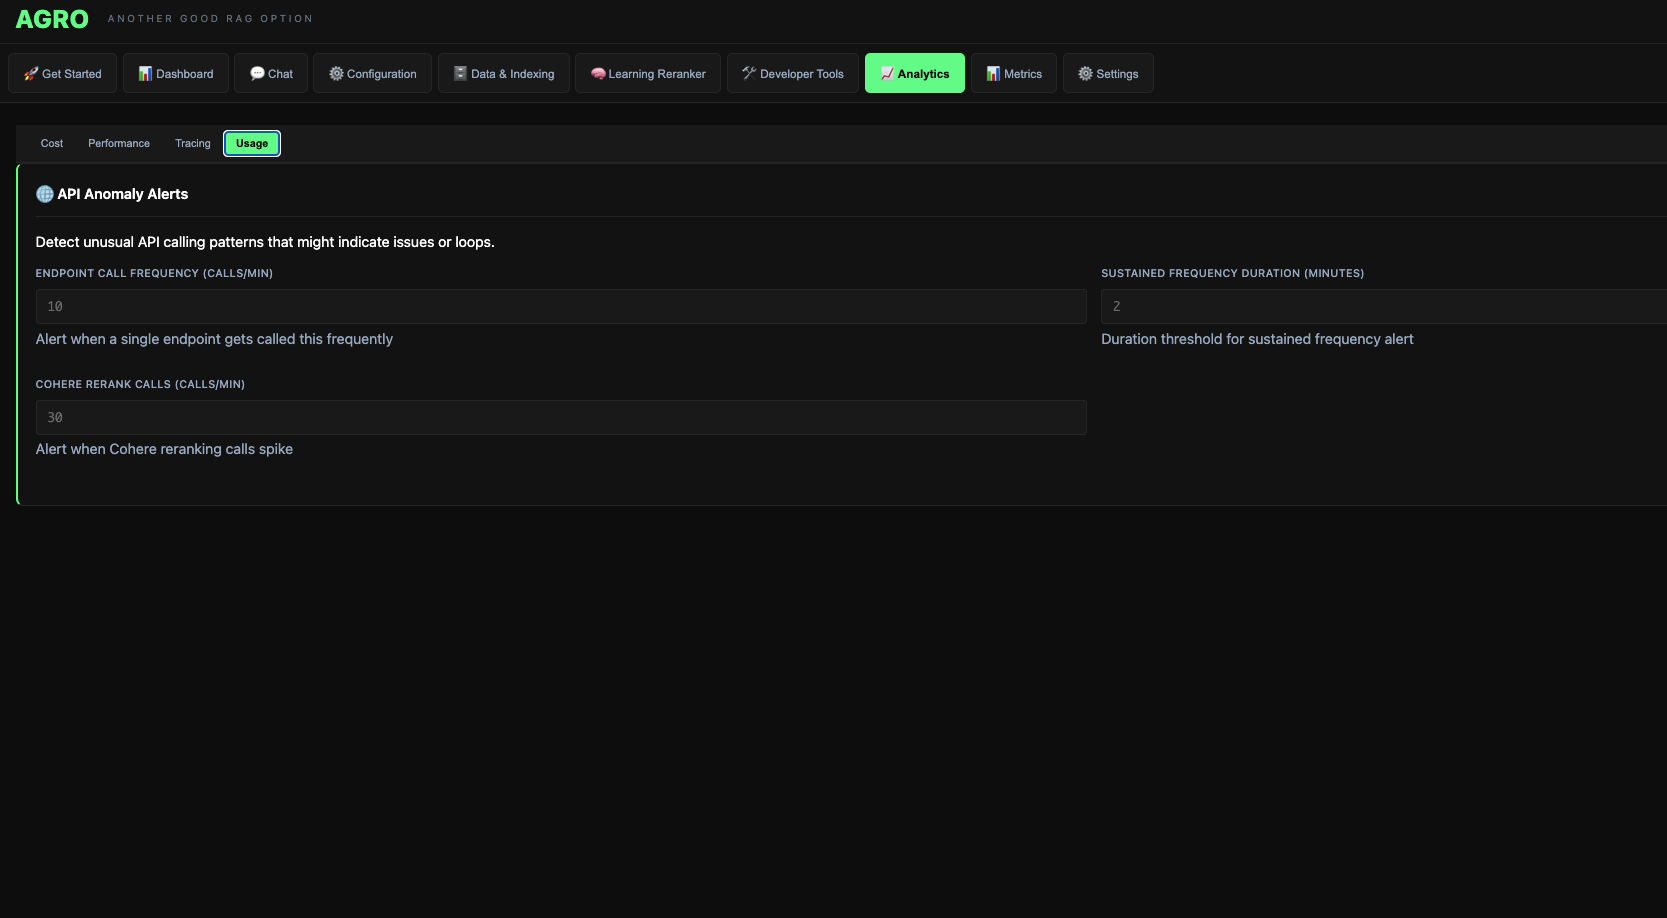 AGRO ANOTHER GOOD RAG OPTION
🚀 Get Started 📊 Dashboard 💬 Chat ⚙️ Configuration 🗄️ Data & Indexing 🧠 Learning Reranker 🛠️ Developer Tools 📈 Analytics 📊 Metrics ⚙️ Settings
Cost Performance Tracing Usage
🌐 API Anomaly Alerts
Detect unusual API calling patterns that might indicate issues or loops.
ENDPOINT CALL FREQUENCY (CALLS/MIN) SUSTAINED FREQUENCY DURATION (MINUTES)
10 2
Alert when a single endpoint gets called this frequently Duration threshold for sustained frequency alert
COHERE RERANK CALLS (CALLS/MIN)
30
Alert when Cohere reranking calls spike